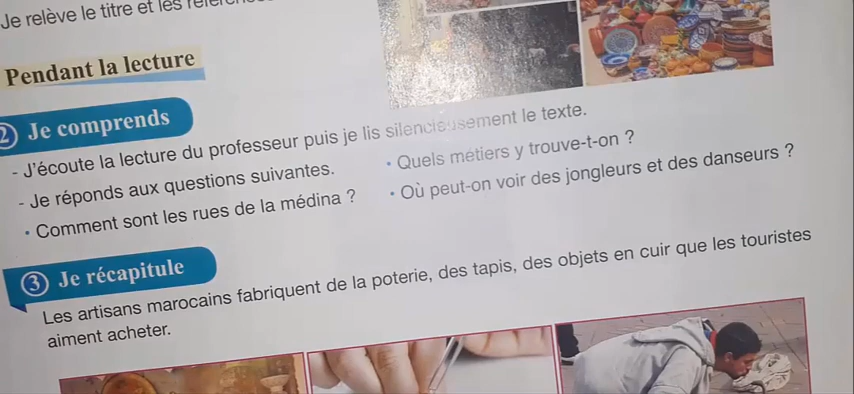 Je relève le titre et les
Pendant la lecture
2 Je comprends
- J'écoute la lecture du professeur puis je lis silencieusement le texte.
- Je réponds aux questions suivantes.
• Quels métiers y trouve-t-on ?
• Comment sont les rues de la médina ?
• Où peut-on voir des jongleurs et des danseurs ?
3 Je récapitule
Les artisans marocains fabriquent de la poterie, des tapis, des objets en cuir que les touristes
aiment acheter.